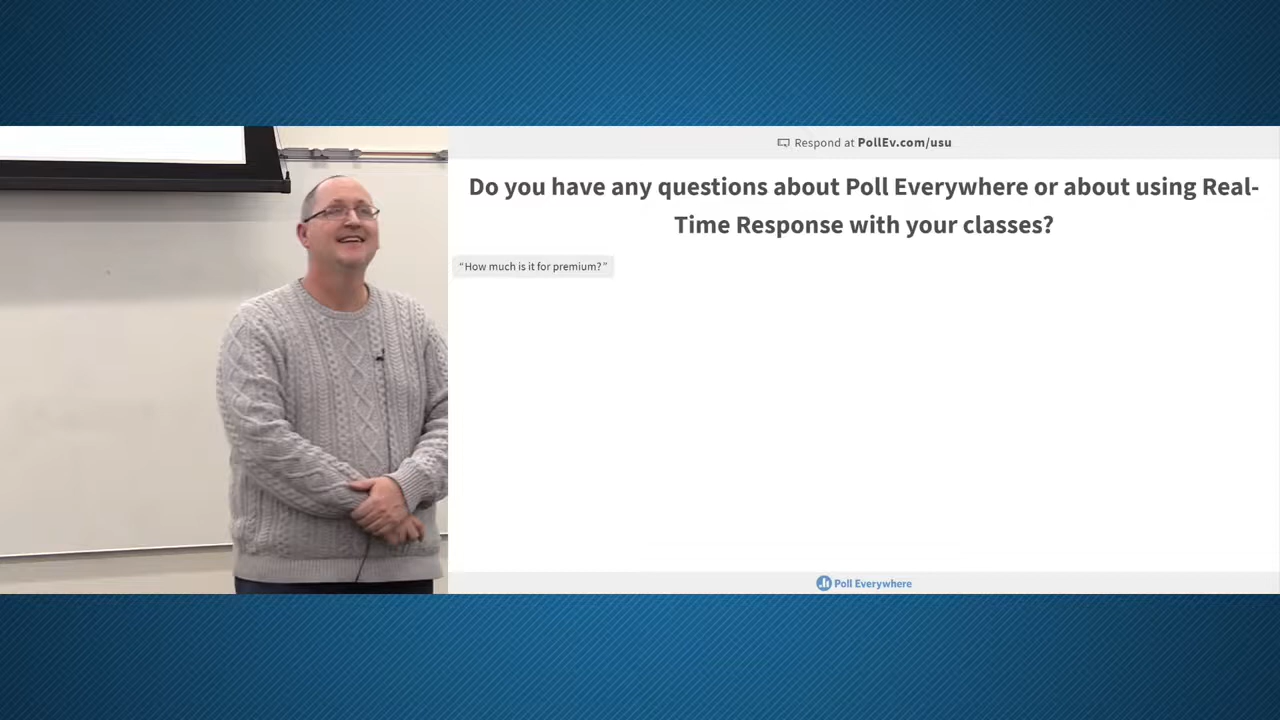 Respond at PollEv.com/usu
Do you have any questions about Poll Everywhere or about using Real-
Time Response with your classes?
“How much is it for premium?”
Poll Everywhere